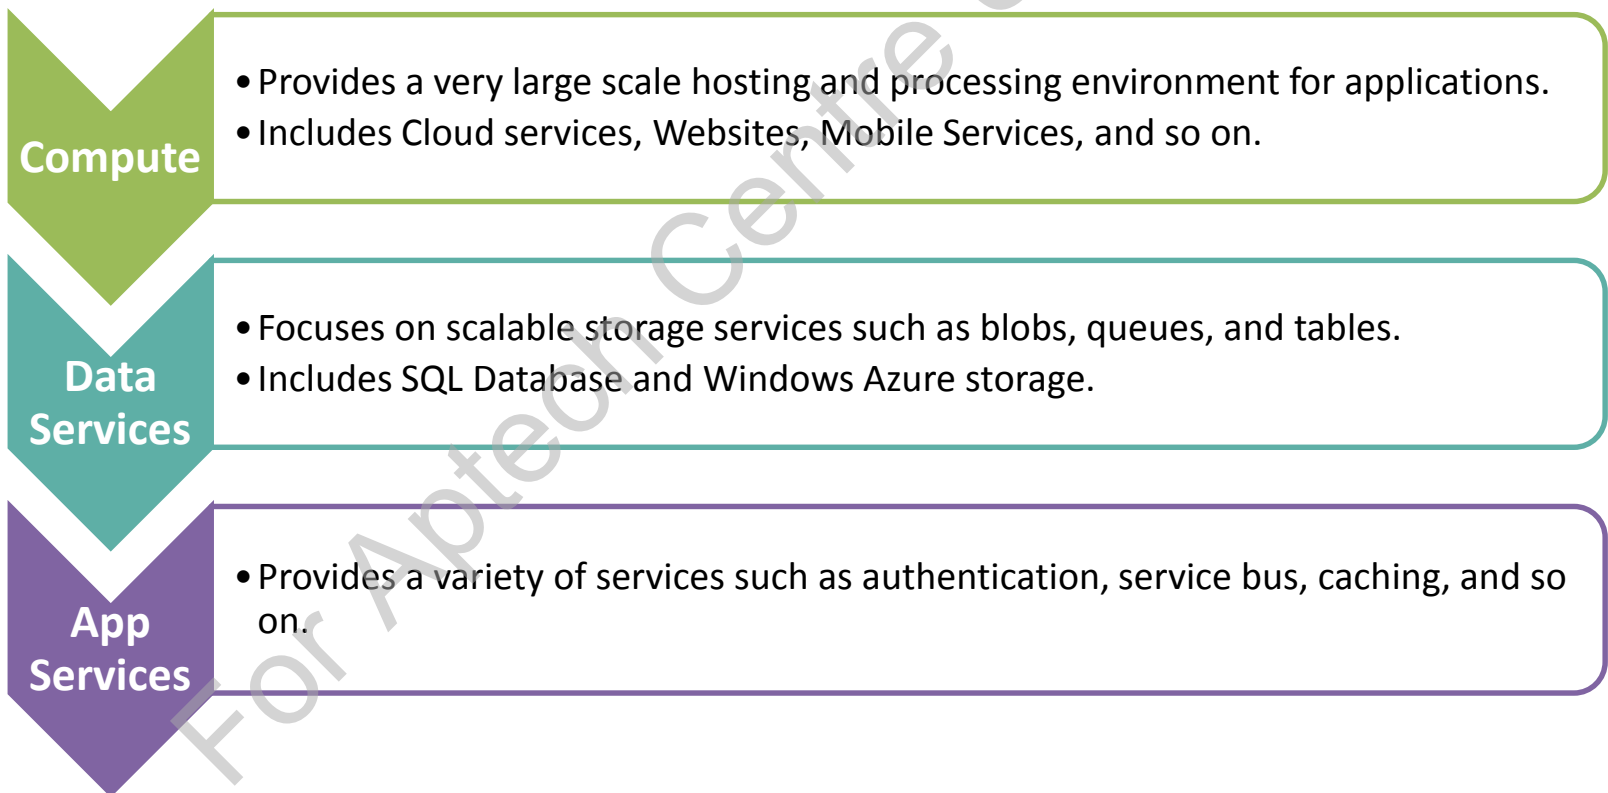 Compute
• Provides a very large scale hosting and processing environment for applications.
• Includes Cloud services, Websites, Mobile Services, and so on.
Data
Services
• Focuses on scalable storage services such as blobs, queues, and tables.
• Includes SQL Database and Windows Azure storage.
App
Services
• Provides a variety of services such as authentication, service bus, caching, and so
on.
For Aptech Centre